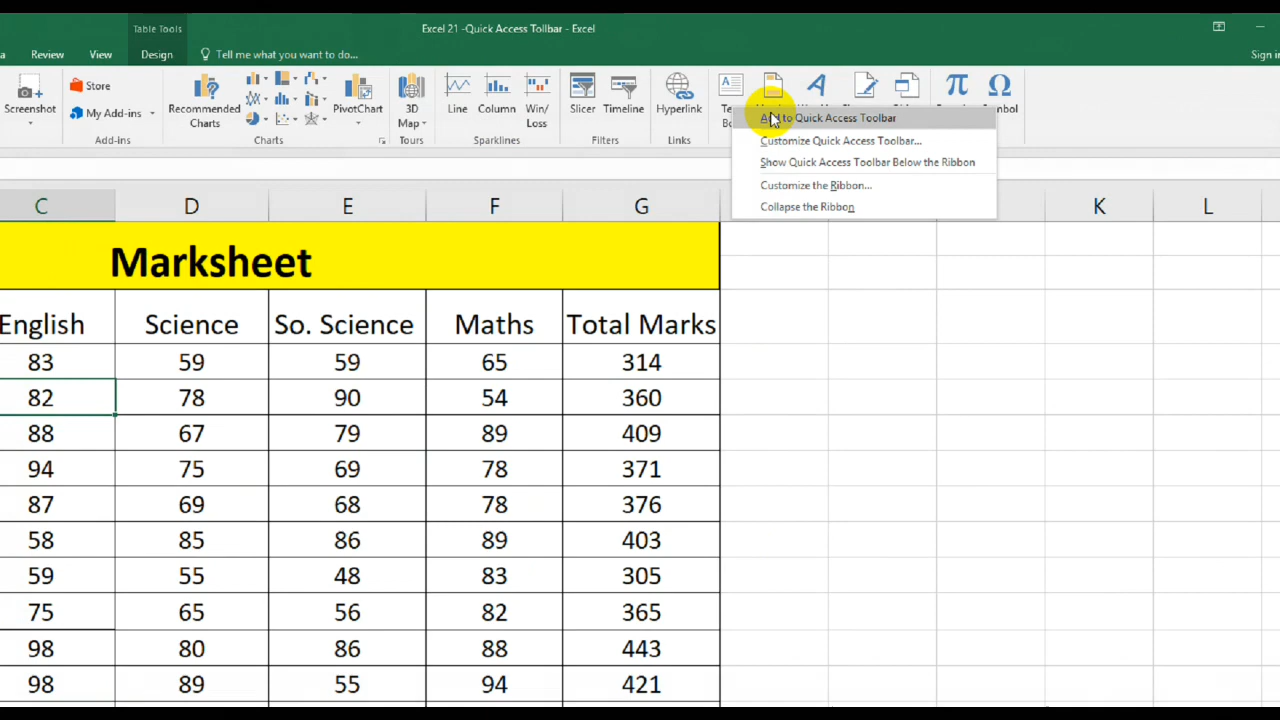 Table Tools
Excel 21 -Quick Access Tollbar - Excel
Review View Design Tell me what you want to do...
Sign
Screenshot
Store
My Add-ins
Add-ins
Recommended Charts
PivotChart
Charts
3D Map
Tours
Line
Column
Win/ Loss
Sparklines
Slicer
Timeline
Filters
Hyperlink
Links
π
Ω
Add to Quick Access Toolbar
Customize Quick Access Toolbar...
Show Quick Access Toolbar Below the Ribbon
Customize the Ribbon...
Collapse the Ribbon
C D E F G K L
Marksheet
English Science So. Science Maths Total Marks
83 59 59 65 314
82 78 90 54 360
88 67 79 89 409
94 75 69 78 371
87 69 68 78 376
58 85 86 89 403
59 55 48 83 305
75 65 56 82 365
98 80 86 88 443
98 89 55 94 421